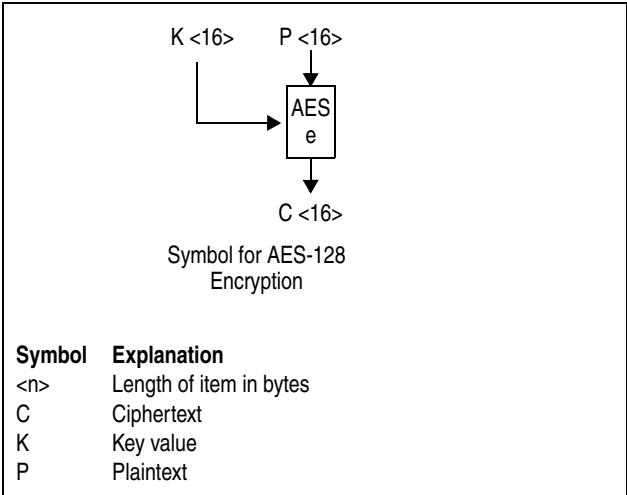 K <16> P <16>
AES
e
C <16>
Symbol for AES-128
Encryption
Symbol Explanation
<n> Length of item in bytes
C Ciphertext
K Key value
P Plaintext